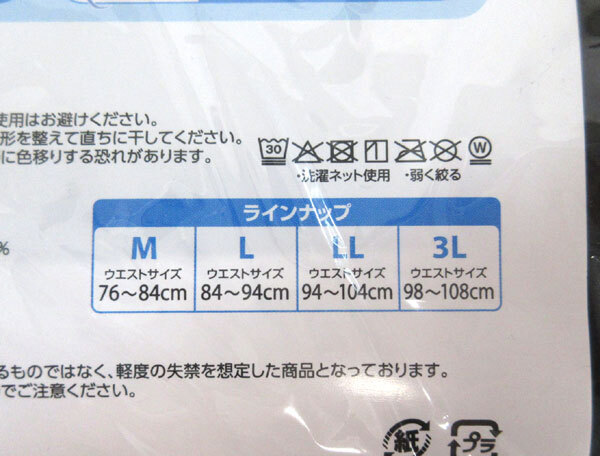 使用はお避けください。
形を整えて直ちに干してください。
に色移りする恐れがあります。
30
W
・洗濯ネット使用 ・弱く絞る
ラインナップ
M L LL 3L
ウエストサイズ ウエストサイズ ウエストサイズ ウエストサイズ
76〜84cm 84〜94cm 94〜104cm 98〜108cm
%
るものではなく、軽度の失禁を想定した商品となっております。
でご注意ください。
紙 プラ